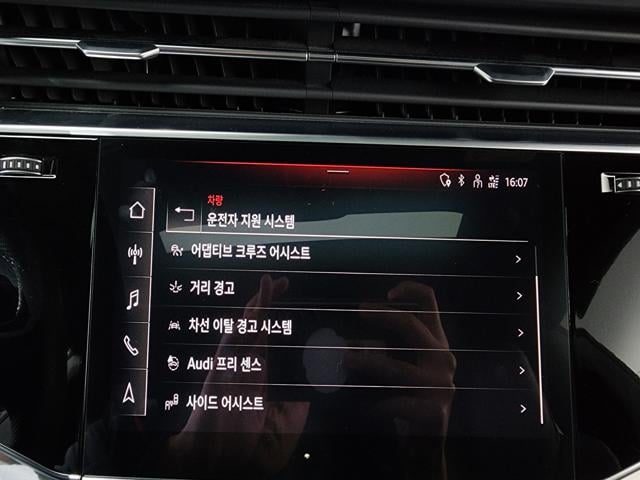 16:07
차량
운전자 지원 시스템
어댑티브 크루즈 어시스트
거리 경고
차선 이탈 경고 시스템
Audi 프리 센스
사이드 어시스트